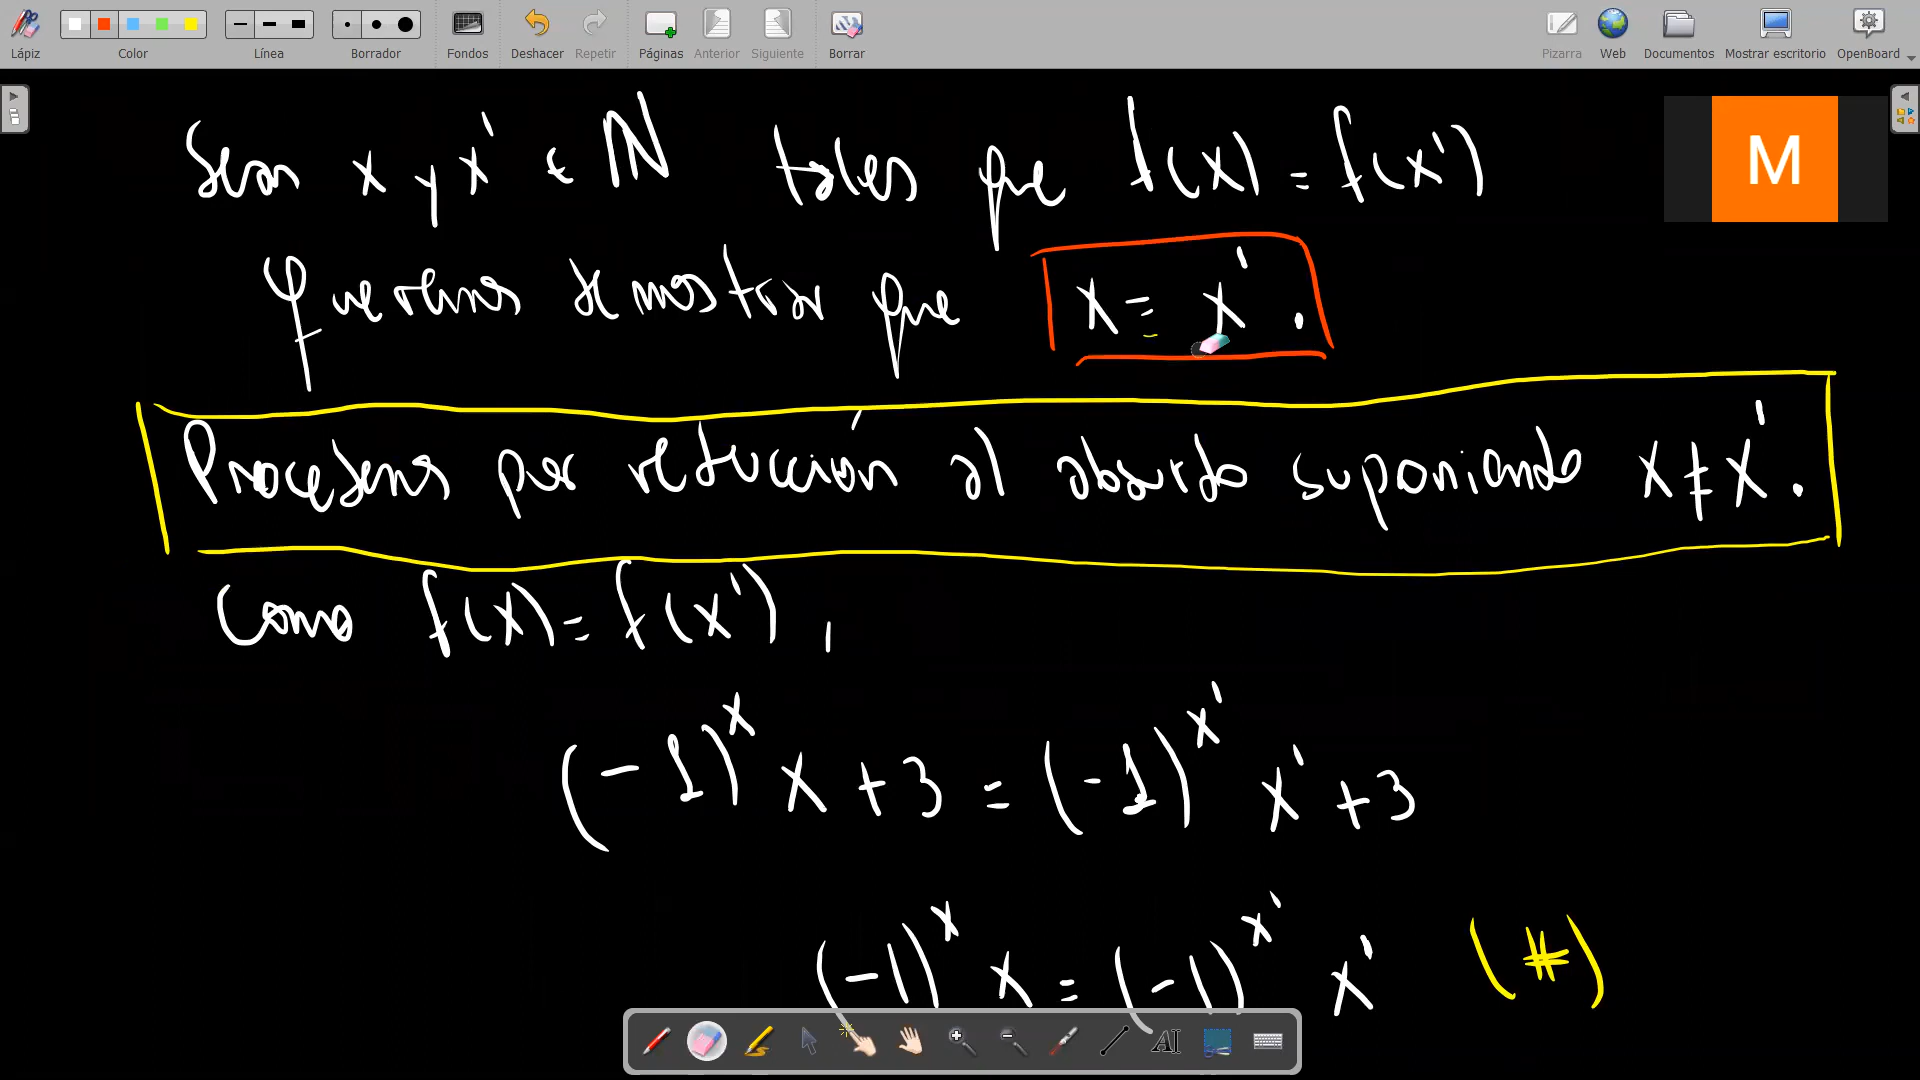 Lápiz Color Línea Borrador Fondos Deshacer Repetir Páginas Anterior Siguiente Borrar Pizarra Web Documentos Mostrar escritorio OpenBoard
M
Sean x y x' ∈ ℕ tales que f(x) = f(x')
Queremos demostrar que x = x' .
Procedemos por reducción al absurdo suponiendo x ≠ x' .
Como f(x) = f(x') ,
(-1)^x x + 3 = (-1)^x' x' + 3
(-1)^x x = (-1)^x' x' (#)
AI